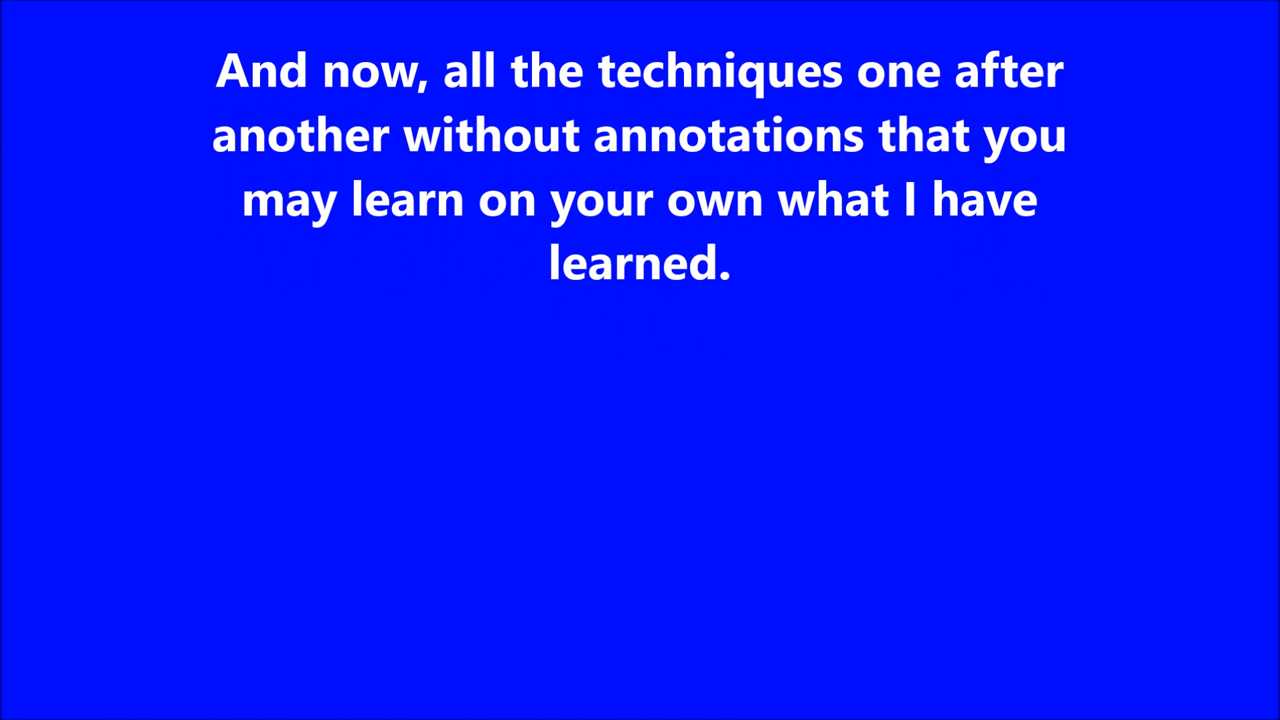 And now, all the techniques one after
another without annotations that you
may learn on your own what I have
learned.